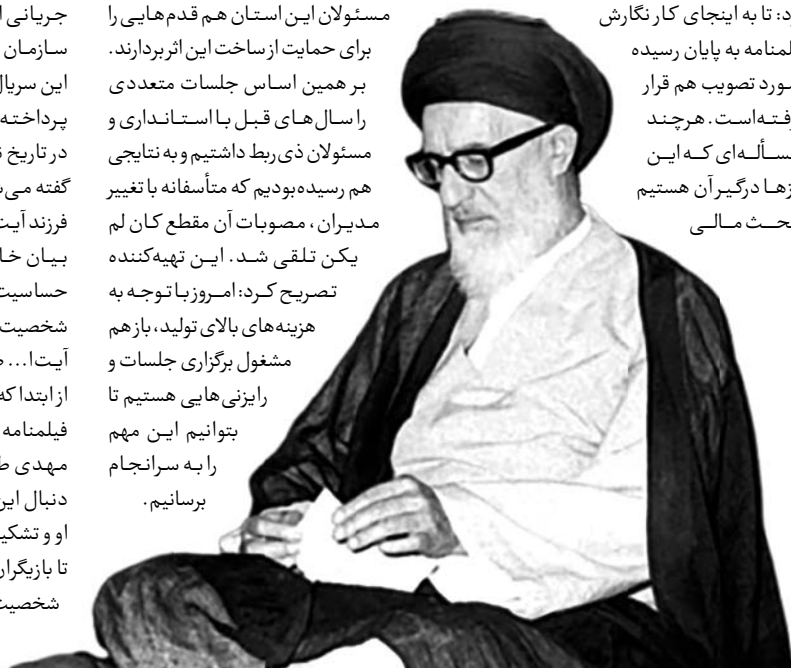 رد: تا به اینجای کار نگارش
لمنامه به پایان رسیده
ورد تصویب هم قرار
رفته‌است. هرچند
سأله‌ای که این
زها درگیر آن هستیم
حث مالی
مسئولان این استان هم قدم‌هایی را
برای حمایت از ساخت این اثر بردارند.
بر همین اساس جلسات متعددی
را سال‌های قبل با استانداری و
مسئولان ذی‌ربط داشتیم و به نتایجی
هم رسیده‌بودیم که متأسفانه با تغییر
مدیران، مصوبات آن مقطع کان لم
یکن تلقی شد. این تهیه‌کننده
تصریح کرد: امروز با توجه به
هزینه‌های بالای تولید، باز هم
مشغول برگزاری جلسات و
رایزنی‌هایی هستیم تا
بتوانیم این مهم
را به سرانجام
برسانیم.
جریانی ا
سازمان
این سریال
پرداخته
در تاریخ
گفته می‌ش
فرزند آیت
بیان خا
حساسیت
شخصیت
آیت‌ا...
از ابتدا که
فیلمنامه
مهدی ط
دنبال این
او و تشکی
تا بازیگرا
شخصیت